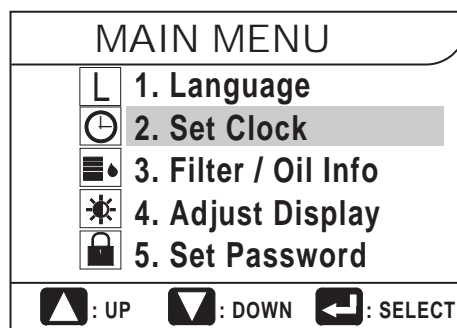 MAIN MENU
L 1. Language
2. Set Clock
3. Filter / Oil Info
4. Adjust Display
5. Set Password
: UP : DOWN : SELECT